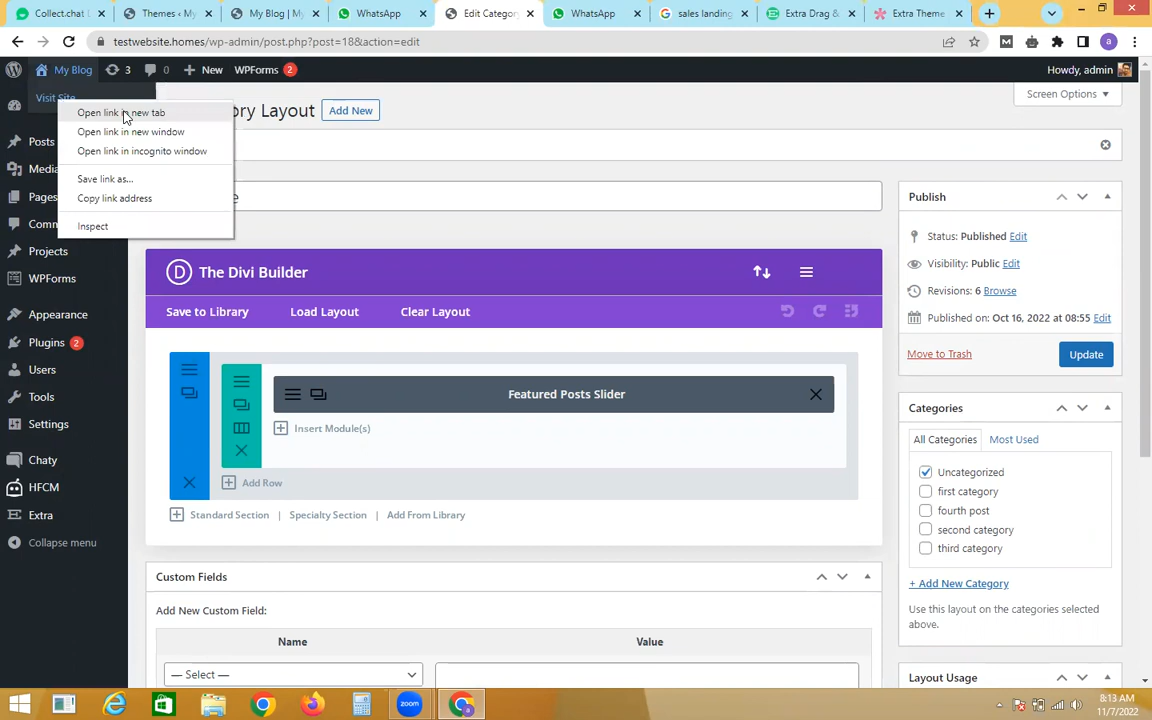 Collect.chat L
Themes ‹ My
My Blog | My
WhatsApp
Edit Category
WhatsApp
sales landing
Extra Drag &
Extra Theme
testwebsite.homes/wp-admin/post.php?post=18&action=edit
My Blog
3
0
New
WPForms 2
Howdy, admin
Visit Site
Screen Options
Open link in new tab
Open link in new window
Open link in incognito window
Save link as...
Copy link address
Inspect
ory Layout
Add New
Posts
Media
Pages
Comm
Projects
WPForms
Appearance
Plugins 2
Users
Tools
Settings
Chaty
HFCM
Extra
Collapse menu
e
D The Divi Builder
Save to Library
Load Layout
Clear Layout
Featured Posts Slider
Insert Module(s)
Add Row
Standard Section | Specialty Section | Add From Library
Custom Fields
Add New Custom Field:
Name
Value
— Select —
Publish
Status: Published Edit
Visibility: Public Edit
Revisions: 6 Browse
Published on: Oct 16, 2022 at 08:55 Edit
Move to Trash
Update
Categories
All Categories
Most Used
Uncategorized
first category
fourth post
second category
third category
+ Add New Category
Use this layout on the categories selected
above.
Layout Usage
zoom
8:13 AM
11/7/2022